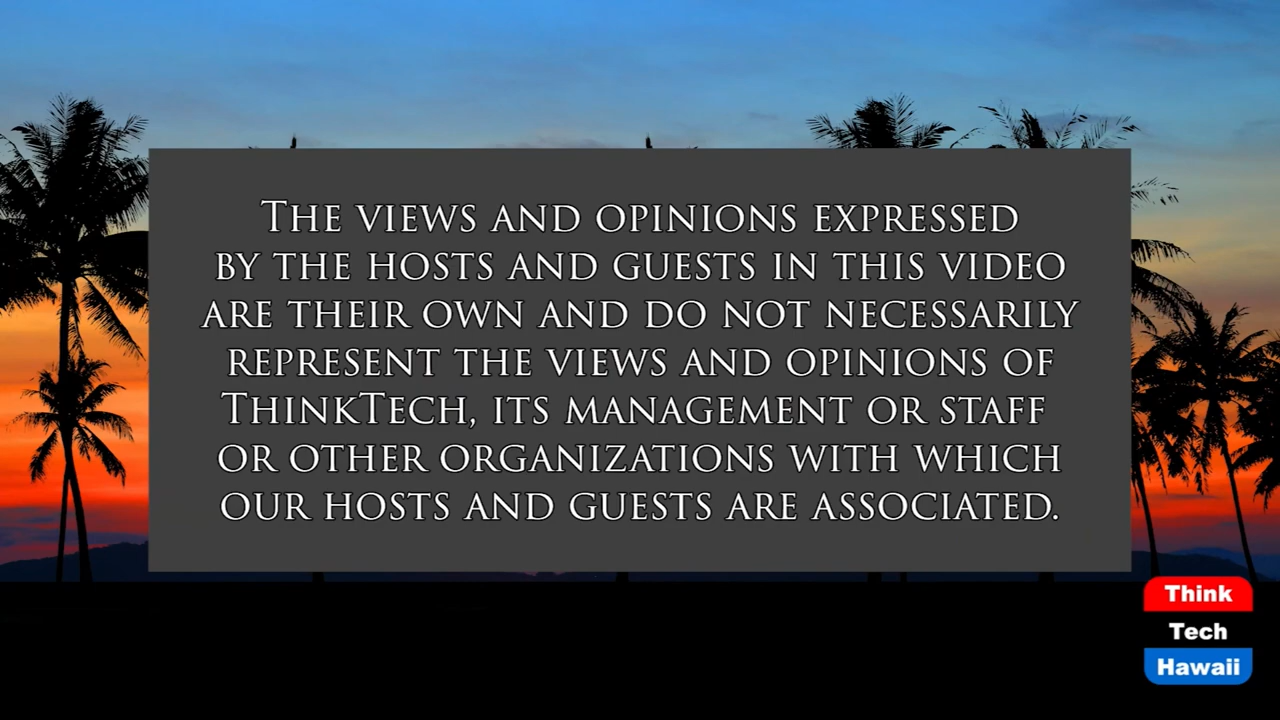 The views and opinions expressed
by the hosts and guests in this video
are their own and do not necessarily
represent the views and opinions of
ThinkTech, its management or staff
or other organizations with which
our hosts and guests are associated.
Think
Tech
Hawaii